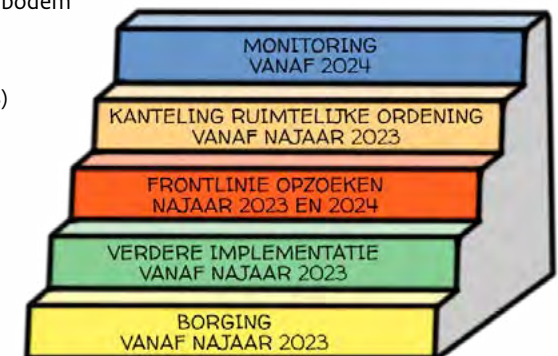 bodem
)
MONITORING
VANAF 2024
KANTELING RUIMTELIJKE ORDENING
VANAF NAJAAR 2023
FRONTLINIE OPZOEKEN
NAJAAR 2023 EN 2024
VERDERE IMPLEMENTATIE
VANAF NAJAAR 2023
BORGING
VANAF NAJAAR 2023